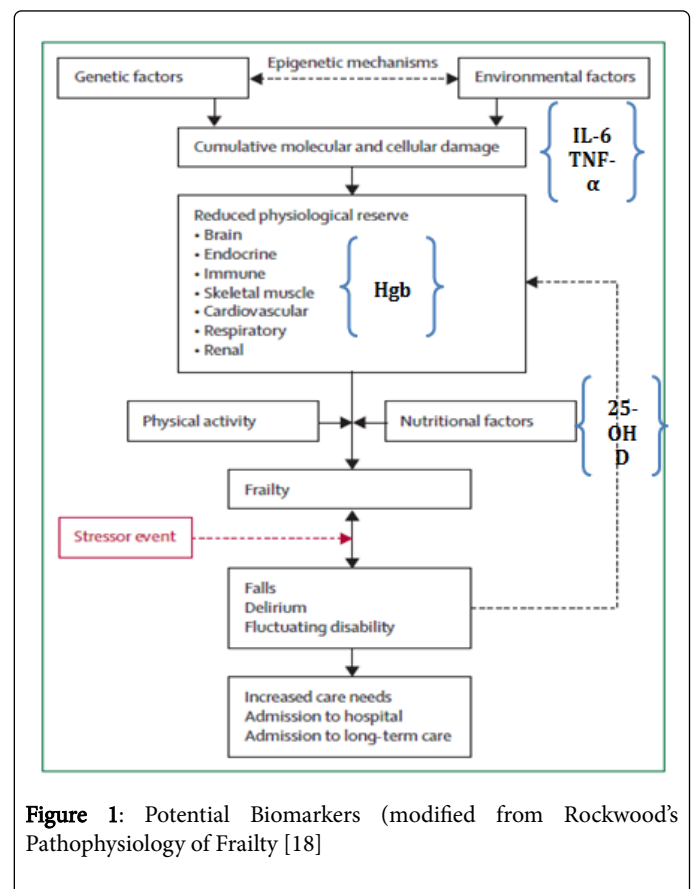 Epigenetic mechanisms
Genetic factors
Environmental factors
Cumulative molecular and cellular damage
IL-6
TNF-
α
Reduced physiological reserve
• Brain
• Endocrine
• Immune
• Skeletal muscle
• Cardiovascular
• Respiratory
• Renal
Hgb
Physical activity
Nutritional factors
25-
OH
D
Frailty
Stressor event
Falls
Delirium
Fluctuating disability
Increased care needs
Admission to hospital
Admission to long-term care
Figure 1: Potential Biomarkers (modified from Rockwood's
Pathophysiology of Frailty [18]